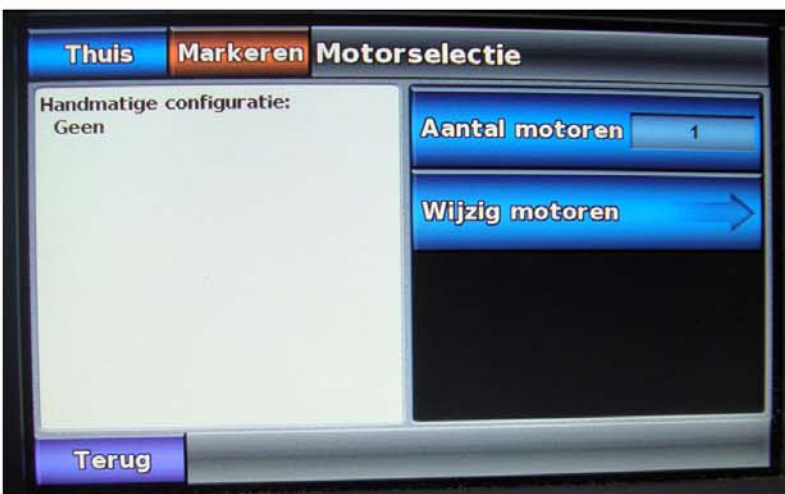 Thuis Markeren Motorselectie
Handmatige configuratie:
Geen
Aantal motoren 1
Wijzig motoren
Terug